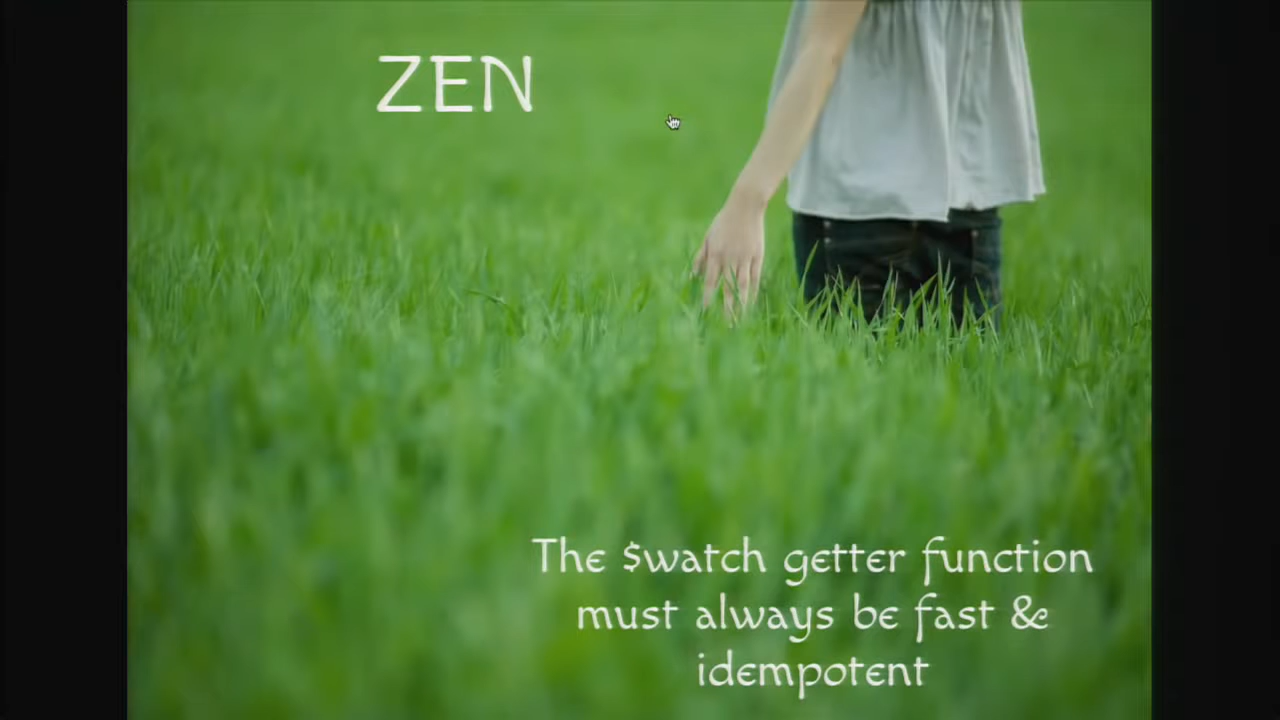 ZEN
The $watch getter function
must always be fast &
idempotent